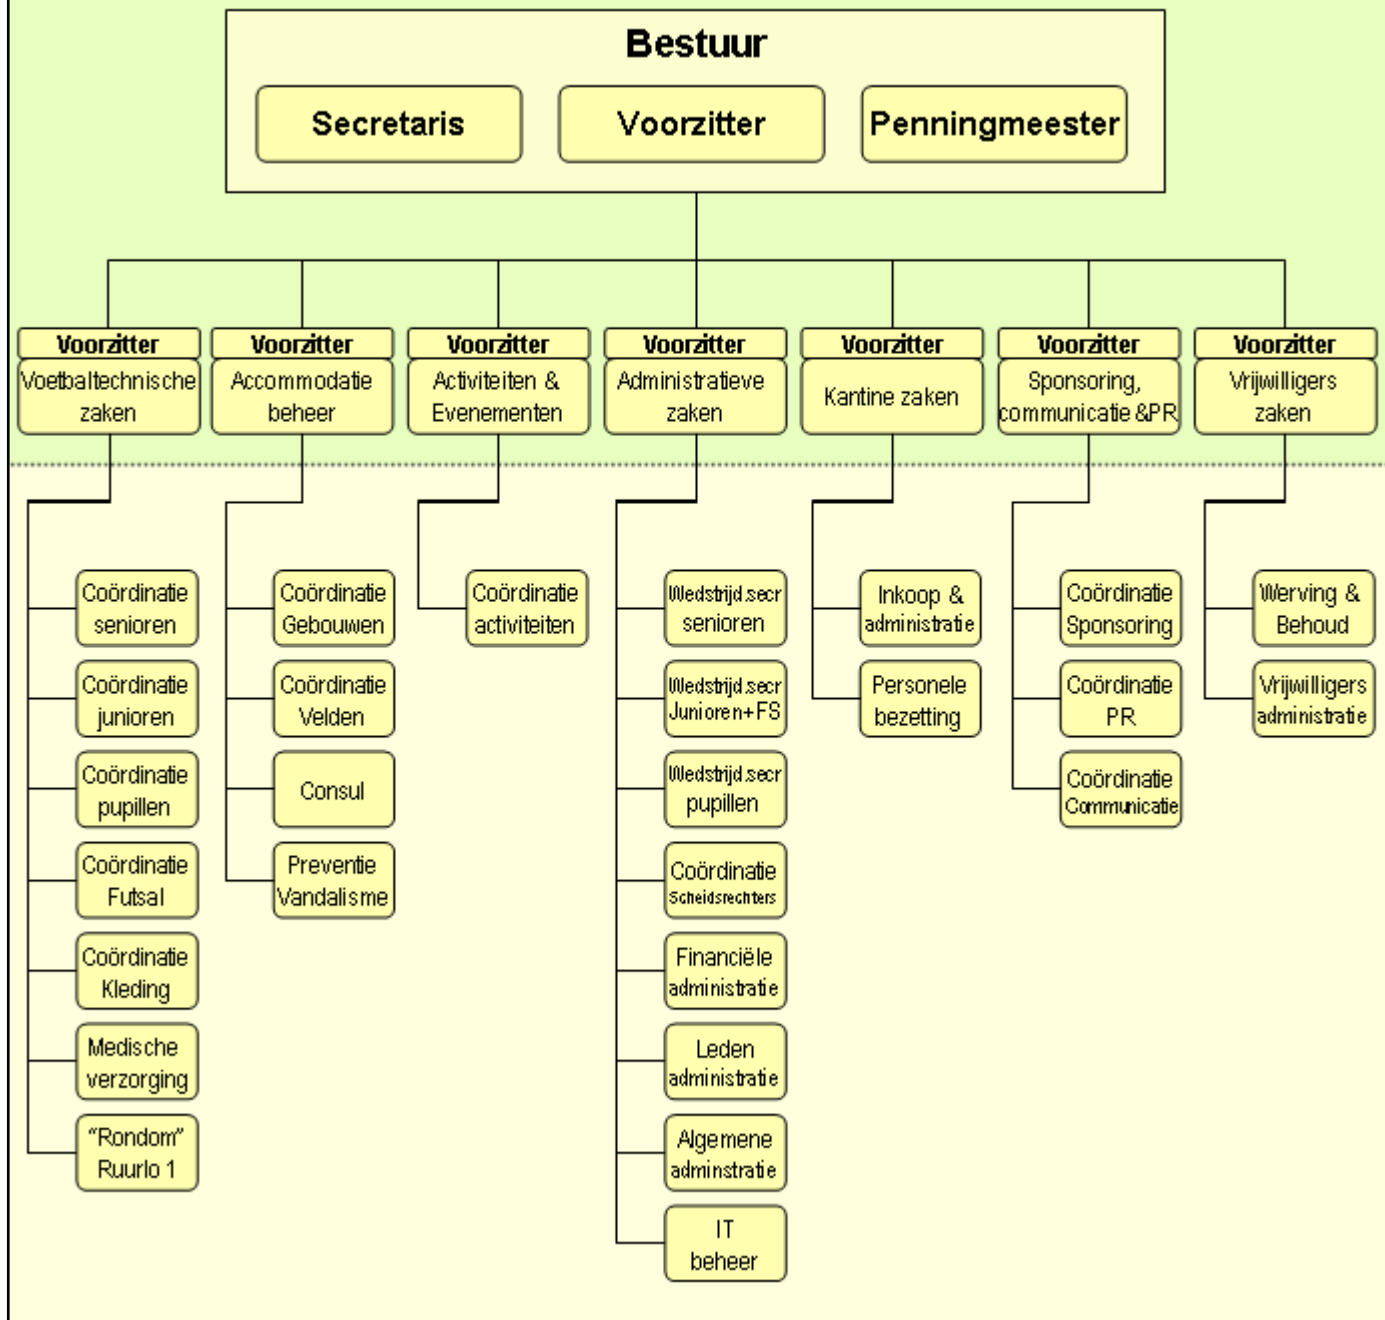 Bestuur
Secretaris
Voorzitter
Penningmeester
Voorzitter
Voetbaltechnische
zaken
Voorzitter
Accommodatie
beheer
Voorzitter
Activiteiten &
Evenementen
Voorzitter
Administratieve
zaken
Voorzitter
Kantine zaken
Voorzitter
Sponsoring,
communicatie &PR
Voorzitter
Vrijwilligers
zaken
Coördinatie
senioren
Coördinatie
junioren
Coördinatie
pupillen
Coördinatie
Futsal
Coördinatie
Kleding
Medische
verzorging
“Rondom”
Ruurlo 1
Coördinatie
Gebouwen
Coördinatie
Velden
Consul
Preventie
Vandalisme
Coördinatie
activiteiten
Wedstrijd.secr
senioren
Wedstrijd.secr
Junioren+FS
Wedstrijd.secr
pupillen
Coördinatie
Scheidsrechters
Financiële
administratie
Leden
administratie
Algemene
adminstratie
IT
beheer
Inkoop &
administratie
Personele
bezetting
Coördinatie
Sponsoring
Coördinatie
PR
Coördinatie
Communicatie
Werving &
Behoud
Vrijwilligers
administratie